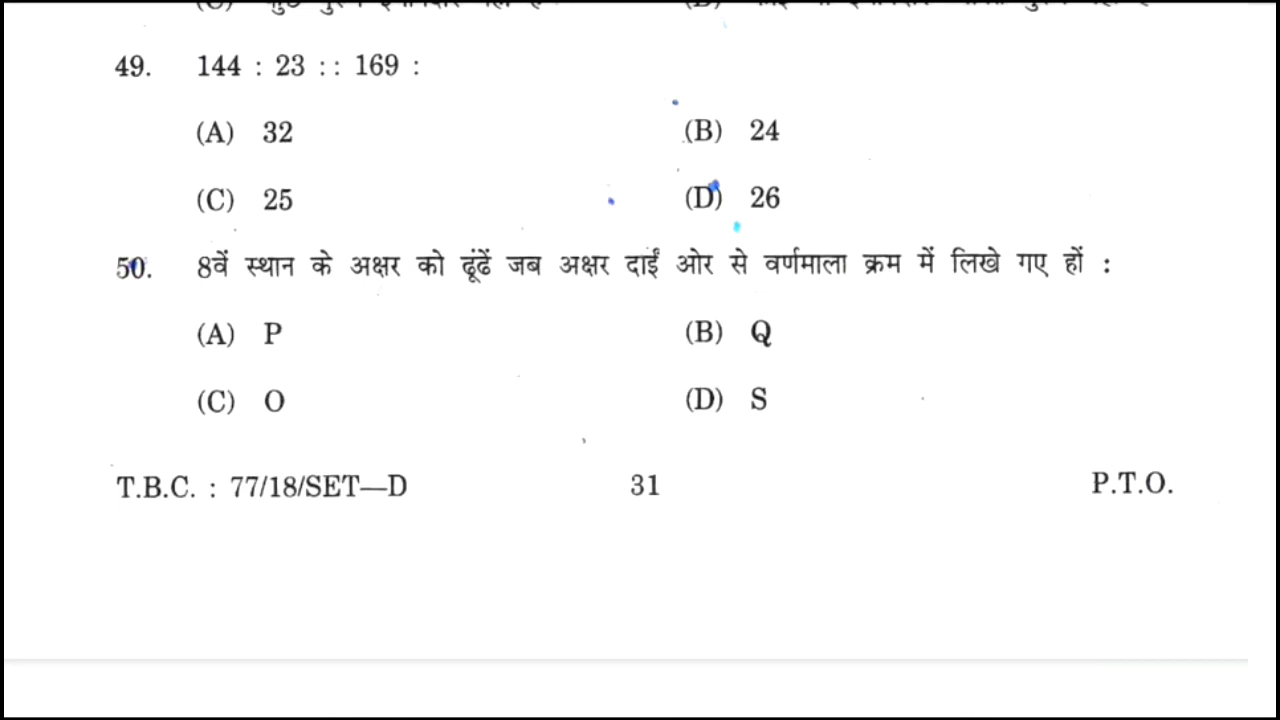 49. 144 : 23 :: 169 :
(A) 32 (B) 24
(C) 25 (D) 26
50. 8वें स्थान के अक्षर को ढूंढें जब अक्षर दाईं ओर से वर्णमाला क्रम में लिखे गए हों :
(A) P (B) Q
(C) O (D) S
T.B.C. : 77/18/SET—D 31 P.T.O.